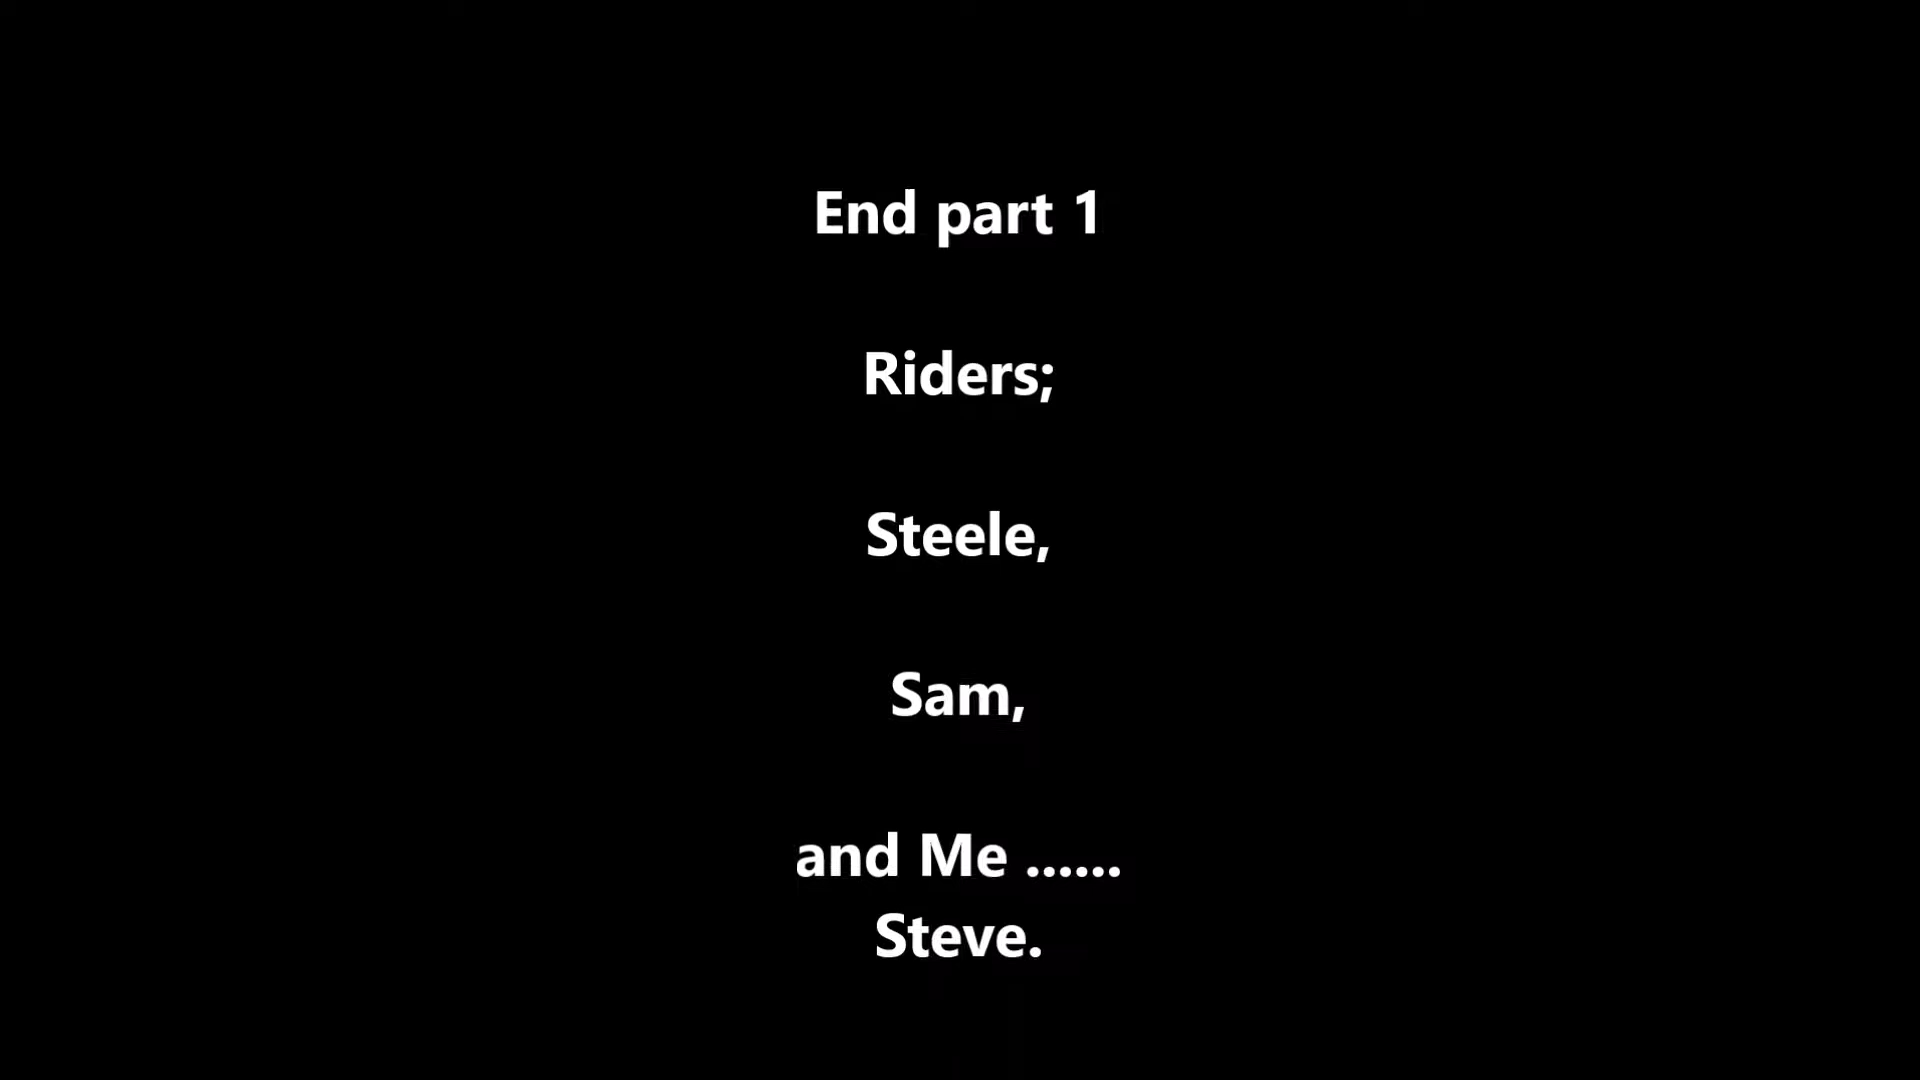 End part 1
Riders;
Steele,
Sam,
and Me ......
Steve.